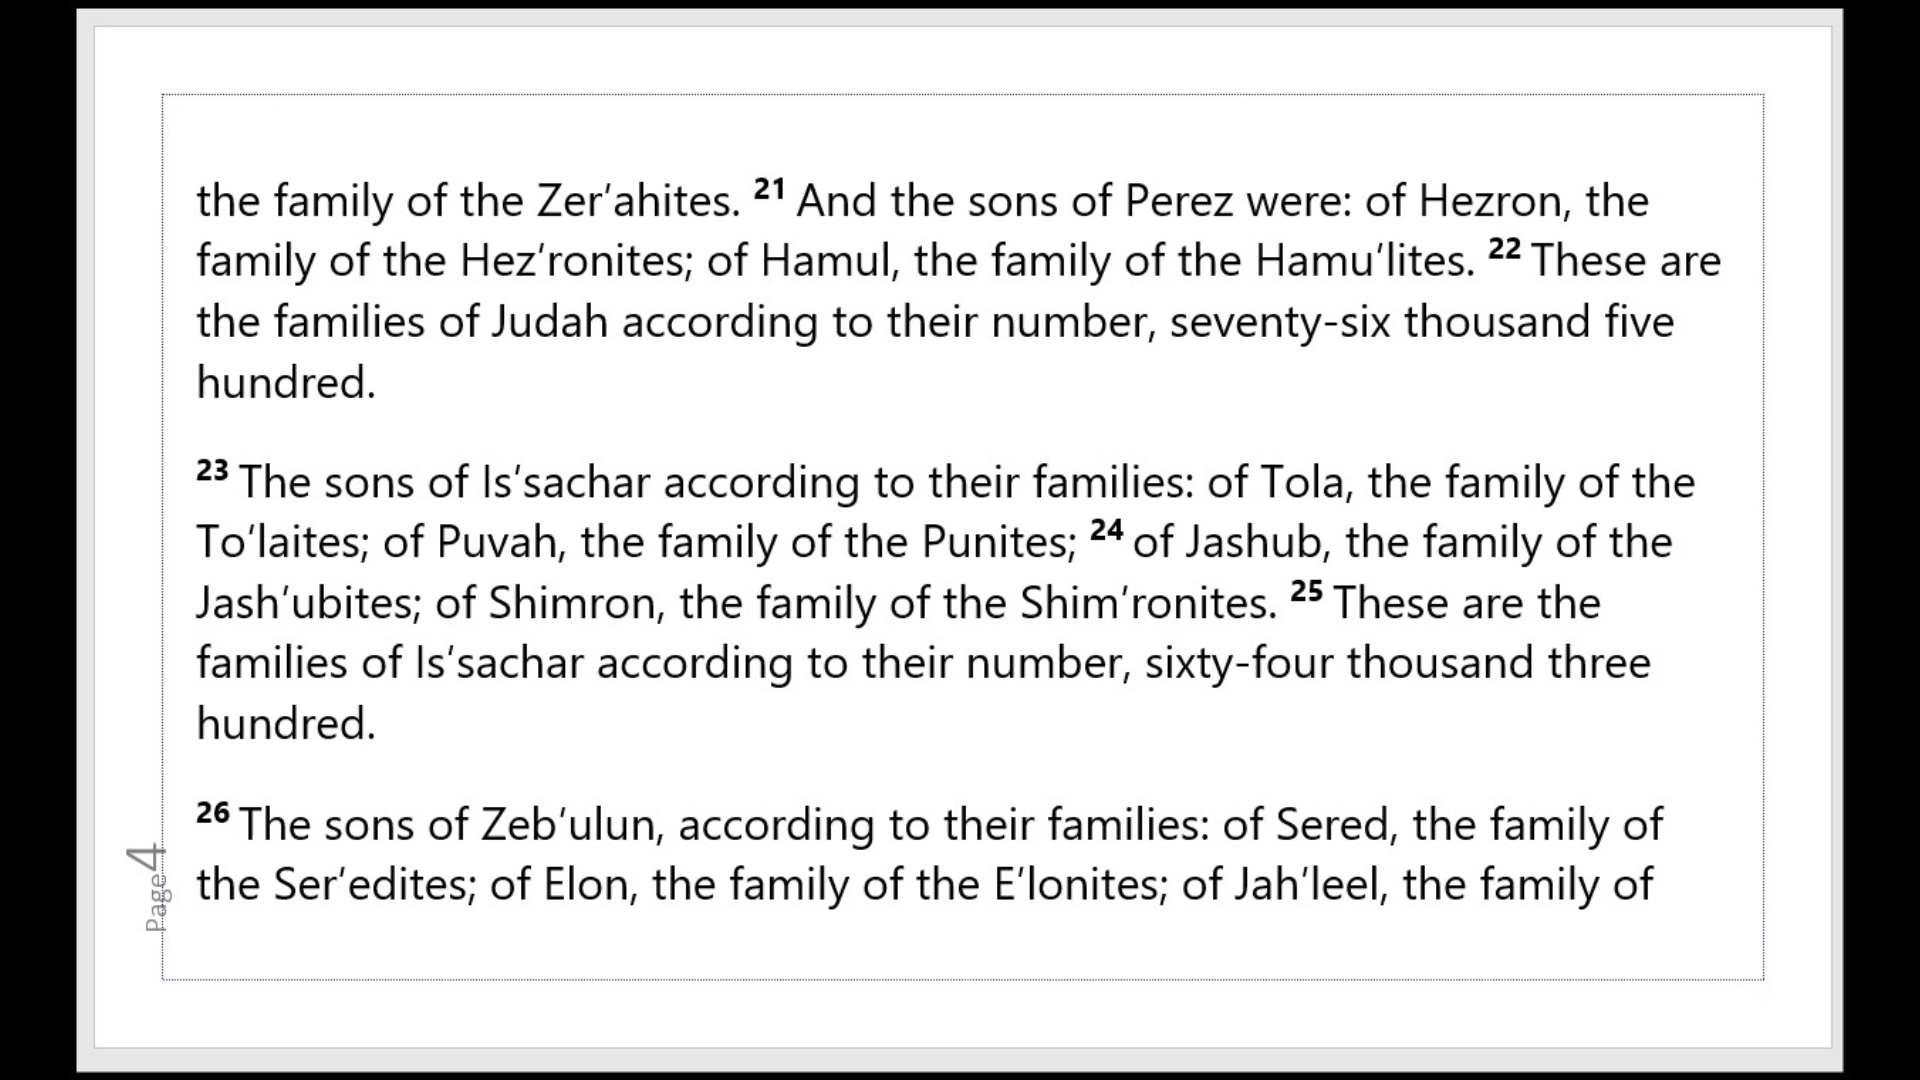 the family of the Zer′ahites. 21 And the sons of Perez were: of Hezron, the
family of the Hez′ronites; of Hamul, the family of the Hamu′lites. 22 These are
the families of Judah according to their number, seventy-six thousand five
hundred.
23 The sons of Is′sachar according to their families: of Tola, the family of the
To′laites; of Puvah, the family of the Punites; 24 of Jashub, the family of the
Jash′ubites; of Shimron, the family of the Shim′ronites. 25 These are the
families of Is′sachar according to their number, sixty-four thousand three
hundred.
26 The sons of Zeb′ulun, according to their families: of Sered, the family of
the Ser′edites; of Elon, the family of the E′lonites; of Jah′leel, the family of
Page 4